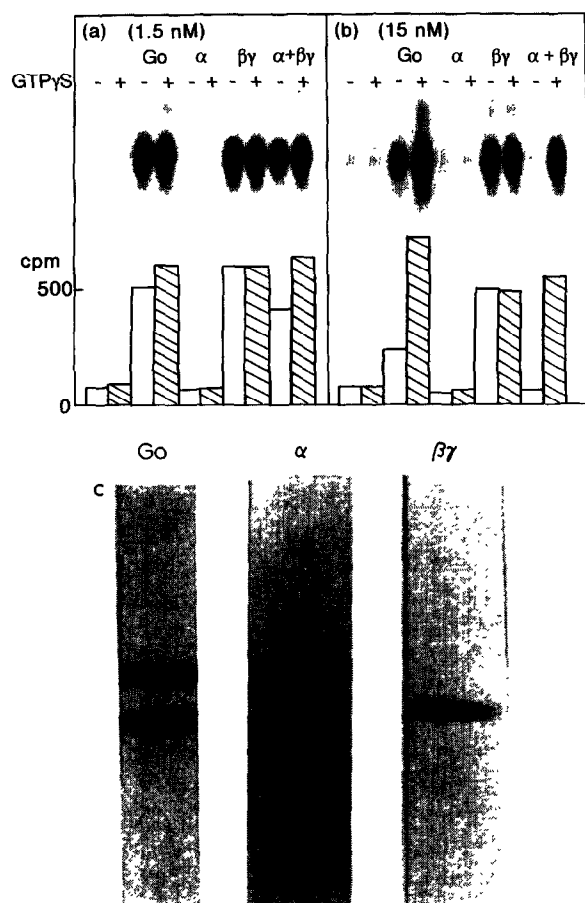 (a) (1.5 nM) (b) (15 nM)
Go α βγ α+βγ Go α βγ α + βγ
GTPγS - + - + - + - + - + - + - + - + - + - +
cpm
500
0
Go α βγ
c